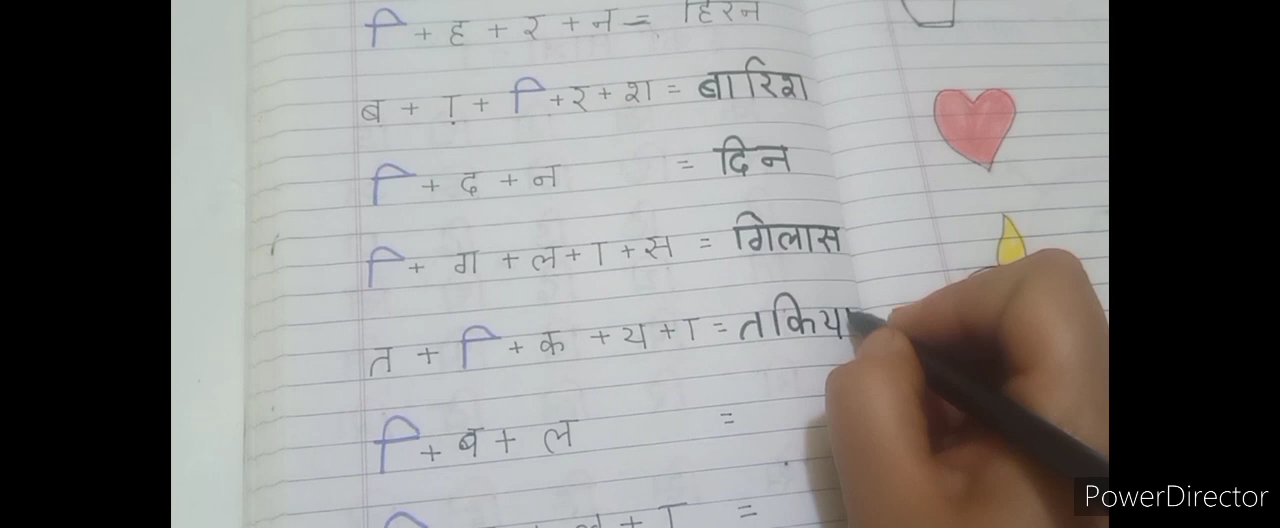 ि + ह + र + न = हिरन
ब + ा + ि + र + श = बारिश
ि + द + न = दिन
ि + ग + ल + ा + स = गिलास
त + ि + क + य + ा = तकिया
ि + ब + ल =
+ ा =
PowerDirector